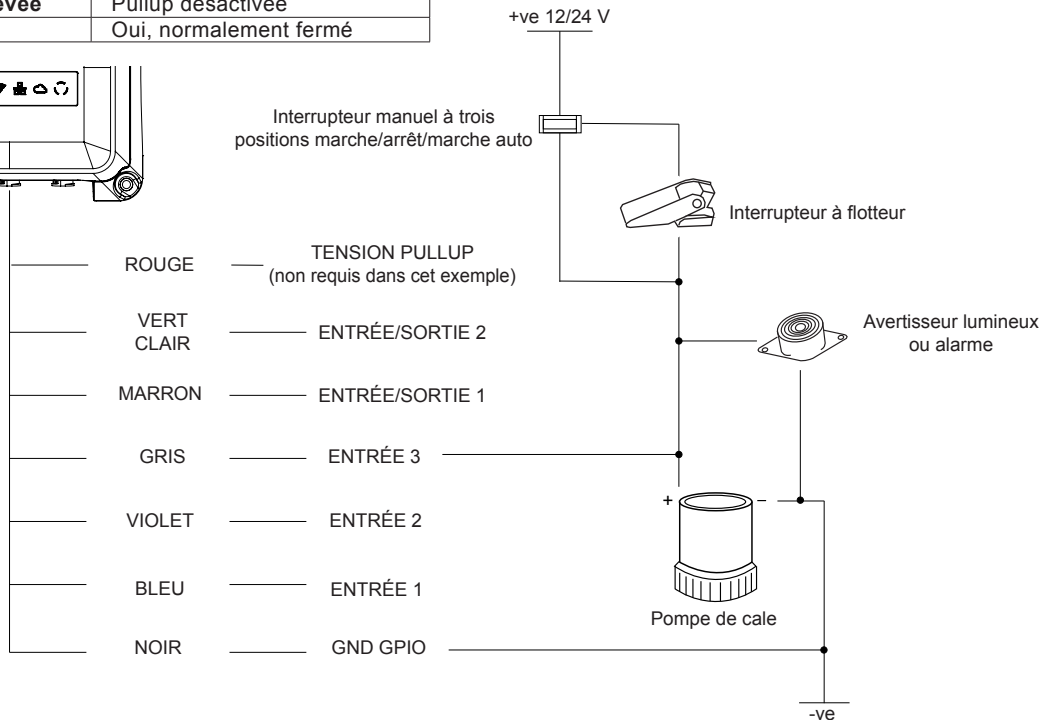 Pullup désactivée
Oui, normalement fermé
+ve 12/24 V
Interrupteur manuel à trois
positions marche/arrêt/marche auto
Interrupteur à flotteur
ROUGE
TENSION PULLUP
(non requis dans cet exemple)
VERT
CLAIR
ENTRÉE/SORTIE 2
Avertisseur lumineux
ou alarme
MARRON
ENTRÉE/SORTIE 1
GRIS
ENTRÉE 3
+
–
VIOLET
ENTRÉE 2
BLEU
ENTRÉE 1
Pompe de cale
NOIR
GND GPIO
-ve